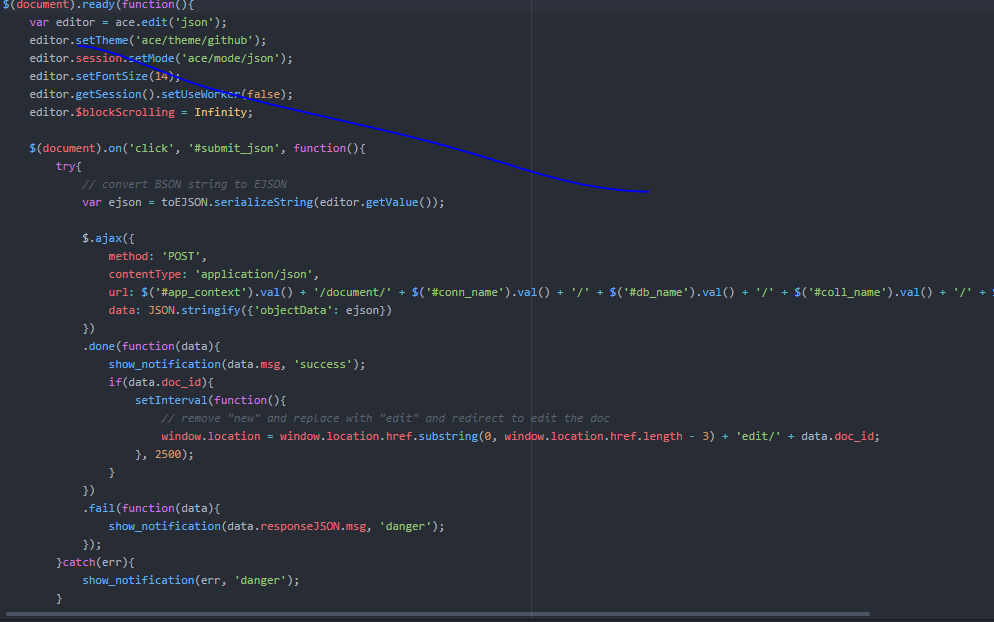 $(document).ready(function(){
var editor = ace.edit('json');
editor.setTheme('ace/theme/github');
editor.session.setMode('ace/mode/json');
editor.setFontSize(14);
editor.getSession().setUseWorker(false);
editor.$blockScrolling = Infinity;
$(document).on('click', '#submit_json', function(){
try{
// convert BSON string to EJSON
var ejson = toEJSON.serializeString(editor.getValue());
$.ajax({
method: 'POST',
contentType: 'application/json',
url: $('#app_context').val() + '/document/' + $('#conn_name').val() + '/' + $('#db_name').val() + '/' + $('#coll_name').val() + '/' +
data: JSON.stringify({'objectData': ejson})
})
.done(function(data){
show_notification(data.msg, 'success');
if(data.doc_id){
setInterval(function(){
// remove "new" and replace with "edit" and redirect to edit the doc
window.location = window.location.href.substring(0, window.location.href.length - 3) + 'edit/' + data.doc_id;
}, 2500);
}
})
.fail(function(data){
show_notification(data.responseJSON.msg, 'danger');
});
}catch(err){
show_notification(err, 'danger');
}